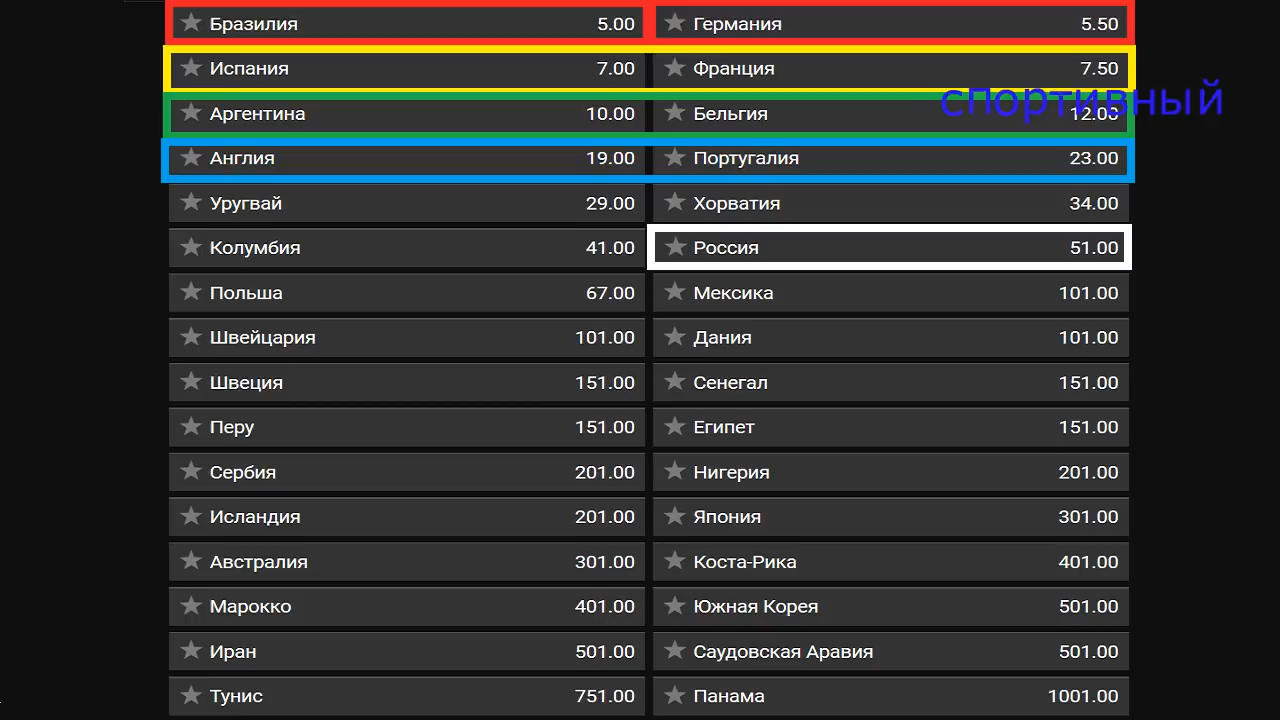 Бразилия 5.00 Германия 5.50
Испания 7.00 Франция 7.50
спортивный
Аргентина 10.00 Бельгия 12.00
Англия 19.00 Португалия 23.00
Уругвай 29.00 Хорватия 34.00
Колумбия 41.00 Россия 51.00
Польша 67.00 Мексика 101.00
Швейцария 101.00 Дания 101.00
Швеция 151.00 Сенегал 151.00
Перу 151.00 Египет 151.00
Сербия 201.00 Нигерия 201.00
Исландия 201.00 Япония 301.00
Австралия 301.00 Коста-Рика 401.00
Марокко 401.00 Южная Корея 501.00
Иран 501.00 Саудовская Аравия 501.00
Тунис 751.00 Панама 1001.00